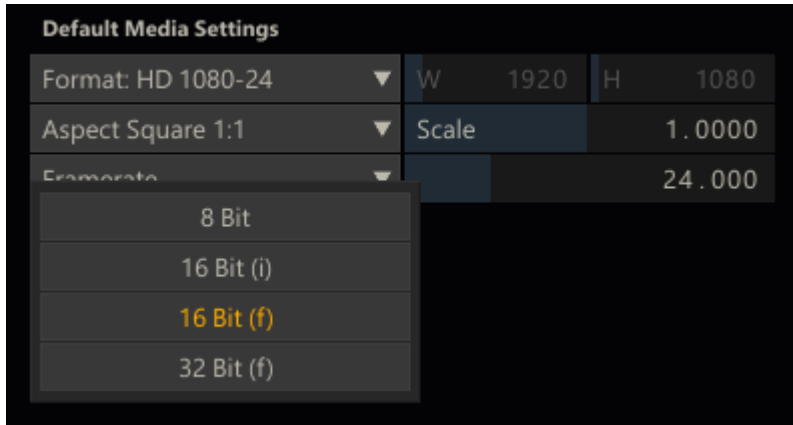 Default Media Settings
Format: HD 1080-24 W 1920 H 1080
Aspect Square 1:1 Scale 1.0000
Framerate 24.000
8 Bit
16 Bit (i)
16 Bit (f)
32 Bit (f)